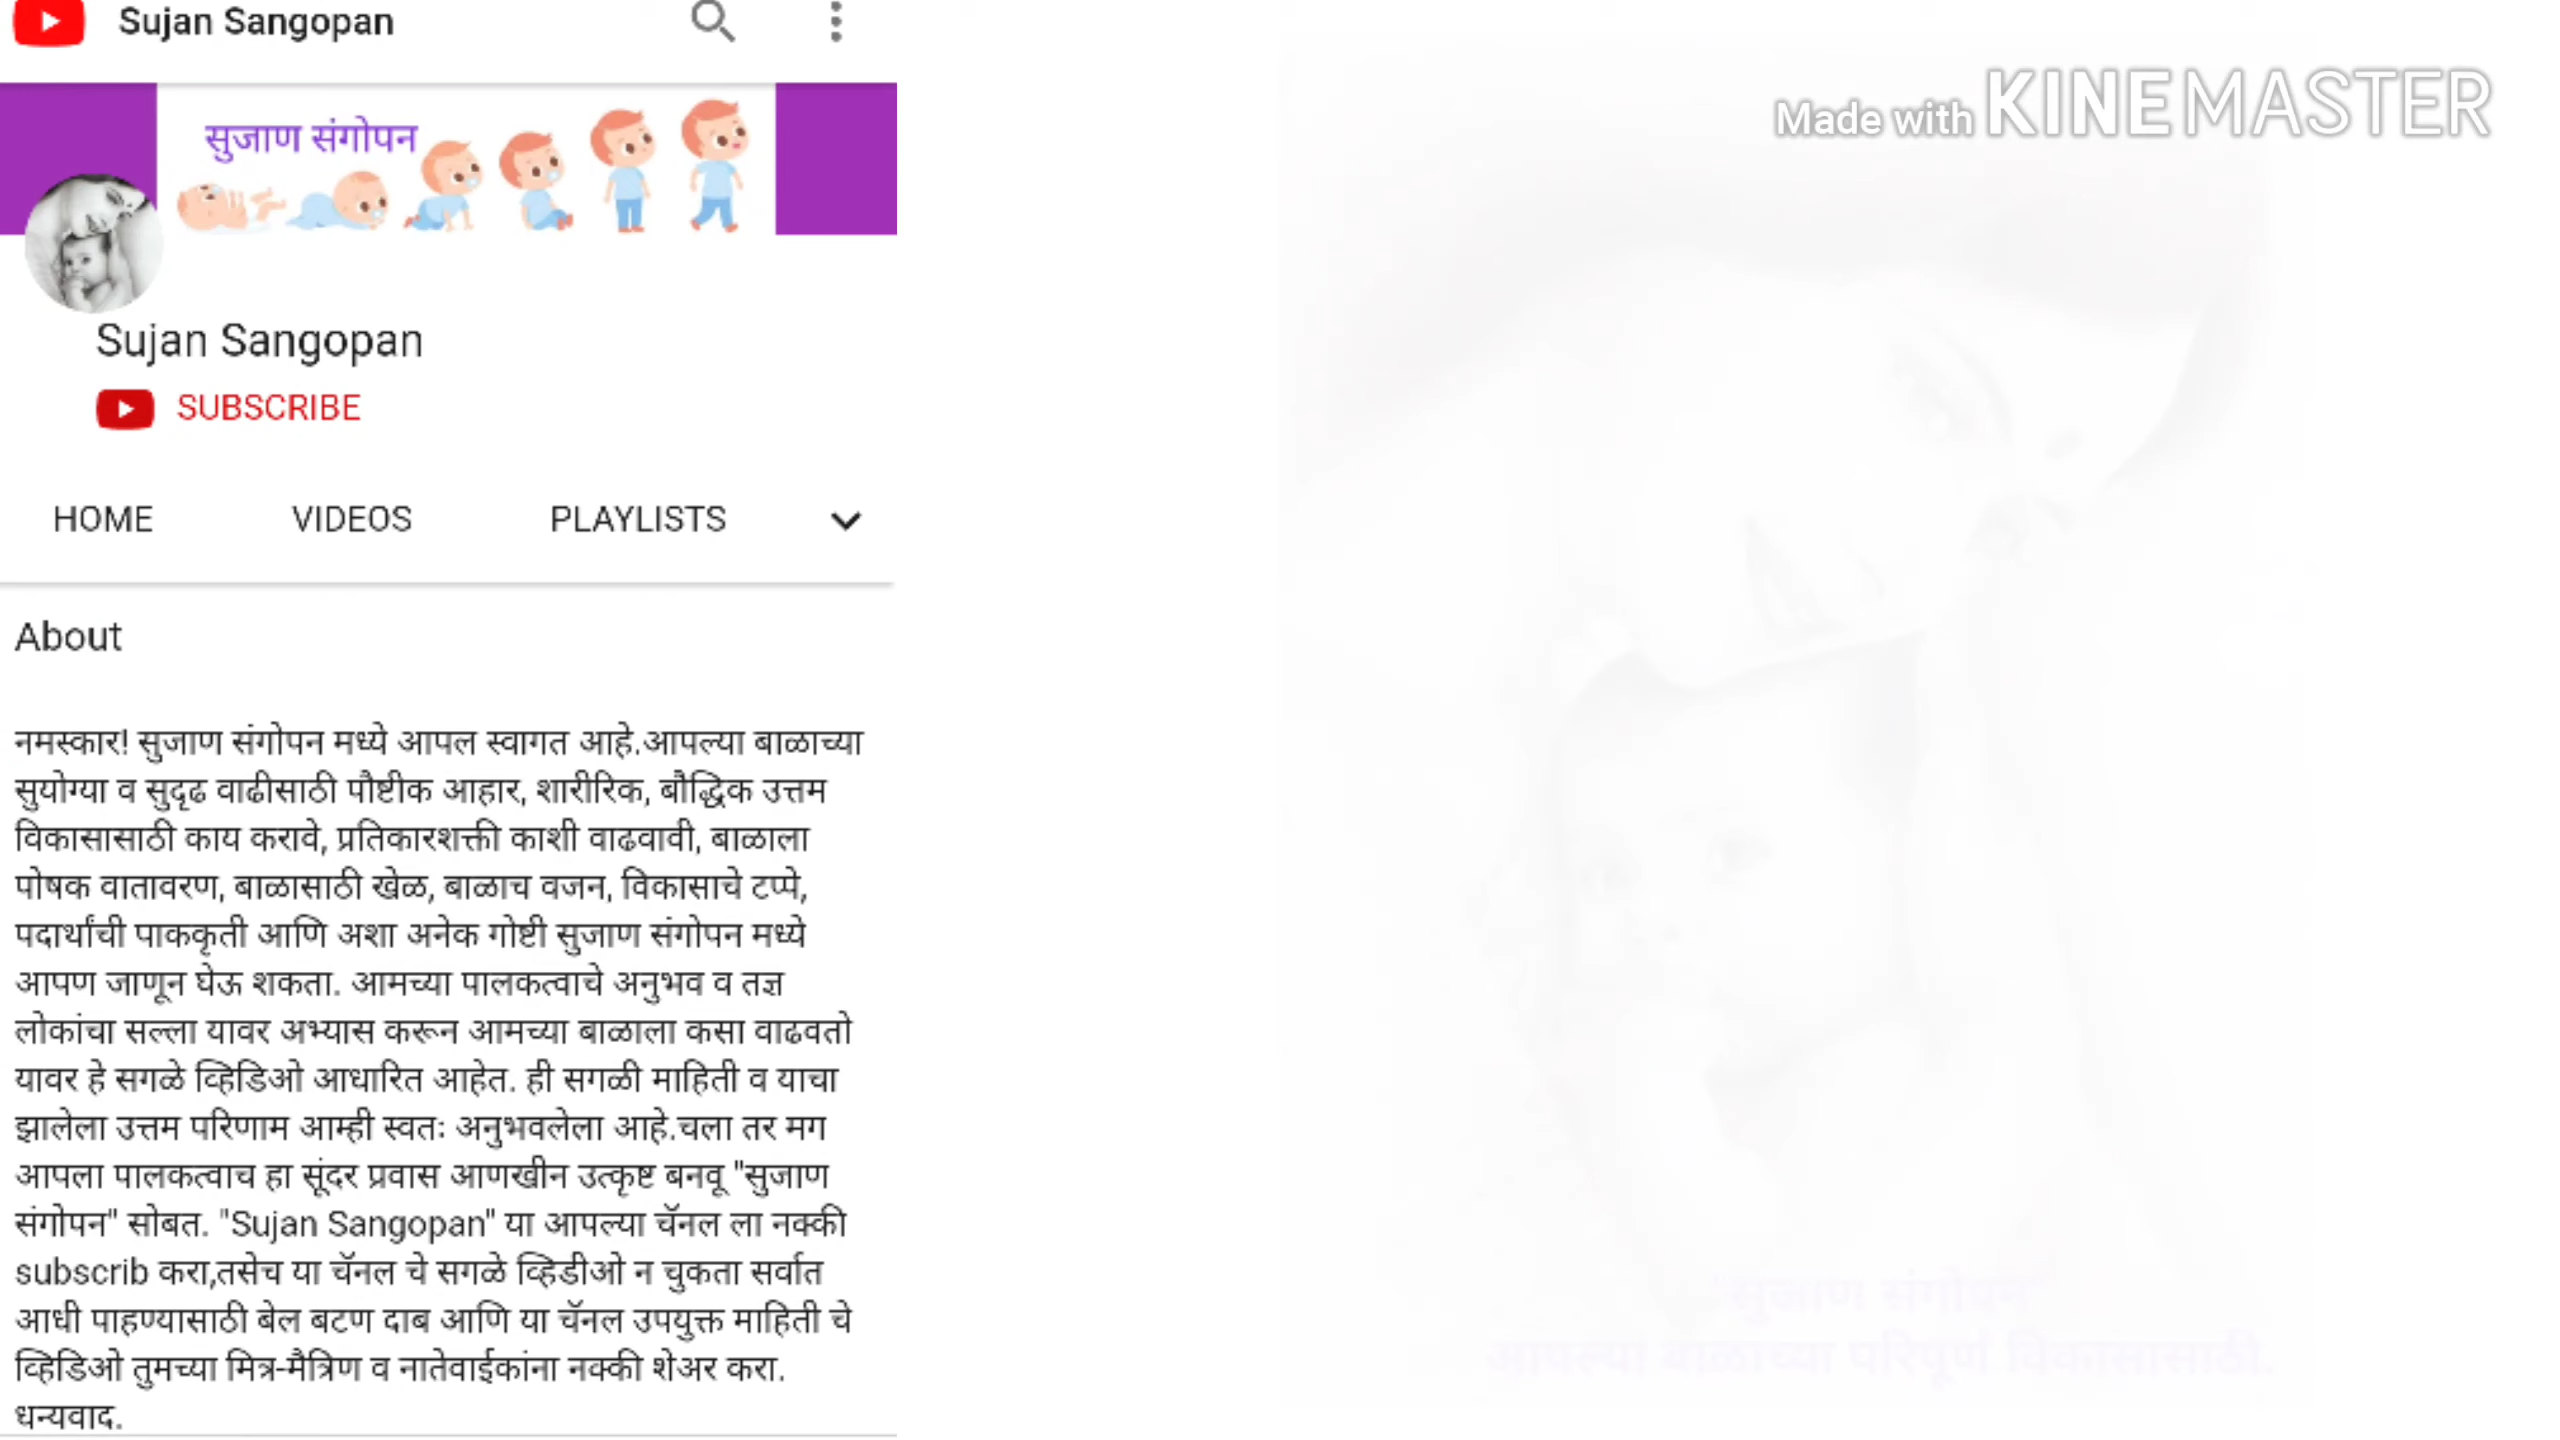 Sujan Sangopan
Made with KINEMASTER
सुजाण संगोपन
Sujan Sangopan
SUBSCRIBE
HOME VIDEOS PLAYLISTS
About
नमस्कार! सुजाण संगोपन मध्ये आपल स्वागत आहे.आपल्या बाळाच्या
सुयोग्या व सुदृढ वाढीसाठी पौष्टीक आहार, शारीरिक, बौद्धिक उत्तम
विकासासाठी काय करावे, प्रतिकारशक्ती काशी वाढवावी, बाळाला
पोषक वातावरण, बाळासाठी खेळ, बाळाच वजन, विकासाचे टप्पे,
पदार्थांची पाककृती आणि अशा अनेक गोष्टी सुजाण संगोपन मध्ये
आपण जाणून घेऊ शकता. आमच्या पालकत्वाचे अनुभव व तज्ञ
लोकांचा सल्ला यावर अभ्यास करून आमच्या बाळाला कसा वाढवतो
यावर हे सगळे व्हिडिओ आधारित आहेत. ही सगळी माहिती व याचा
झालेला उत्तम परिणाम आम्ही स्वतः अनुभवलेला आहे.चला तर मग
आपला पालकत्वाच हा सूंदर प्रवास आणखीन उत्कृष्ट बनवू "सुजाण
संगोपन" सोबत. "Sujan Sangopan" या आपल्या चॅनल ला नक्की
subscrib करा,तसेच या चॅनल चे सगळे व्हिडीओ न चुकता सर्वात
आधी पाहण्यासाठी बेल बटण दाब आणि या चॅनल उपयुक्त माहिती चे
व्हिडिओ तुमच्या मित्र-मैत्रिण व नातेवाईकांना नक्की शेअर करा.
धन्यवाद.
"सुजाण संगोपन"
आपल्या बाळाच्या परिपूर्ण विकासासाठी.